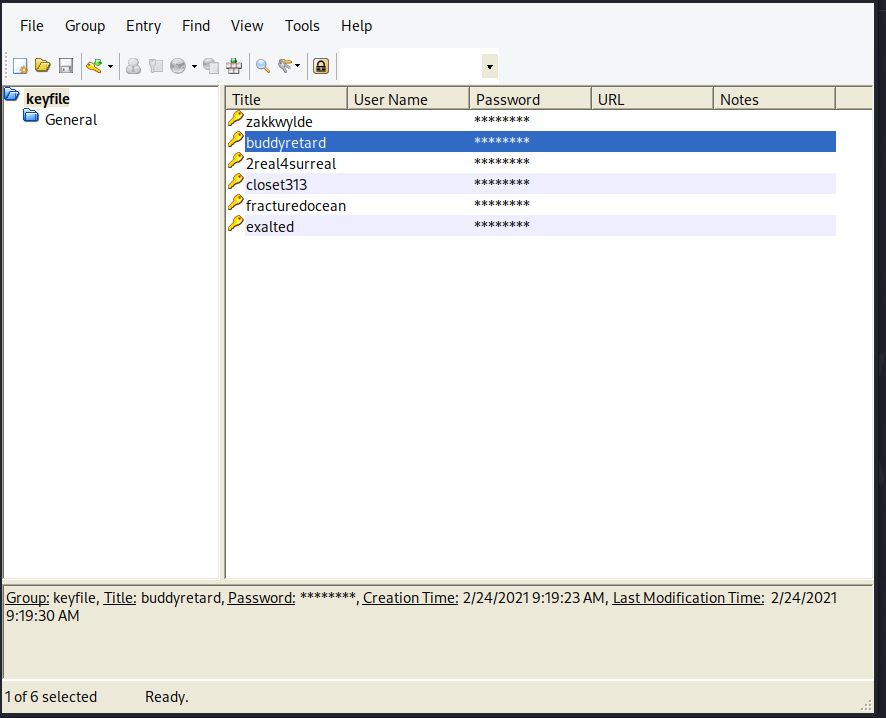 File Group Entry Find View Tools Help
keyfile
General
Title User Name Password URL Notes
zakkwylde ********
buddyretard ********
2real4surreal ********
closet313 ********
fracturedocean ********
exalted ********
Group: keyfile, Title: buddyretard, Password: ********, Creation Time: 2/24/2021 9:19:23 AM, Last Modification Time: 2/24/2021
9:19:30 AM
1 of 6 selected Ready.